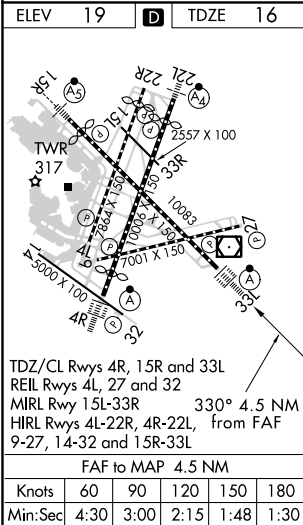 ELEV 19 D TDZE 16
15R
A5
22R
22L
A4
15L
P
2557 X 100
TWR
317
33R
7864 X 150
10083
P
27
4L
9
7001 X 150
P
14
5000 X 100
A
33L
4R
32
TDZ/CL Rwys 4R, 15R and 33L
REIL Rwys 4L, 27 and 32
MIRL Rwy 15L-33R
HIRL Rwys 4L-22R, 4R-22L,
9-27, 14-32 and 15R-33L
330° 4.5 NM
from FAF
FAF to MAP 4.5 NM
Knots 60 90 120 150 180
Min:Sec 4:30 3:00 2:15 1:48 1:30